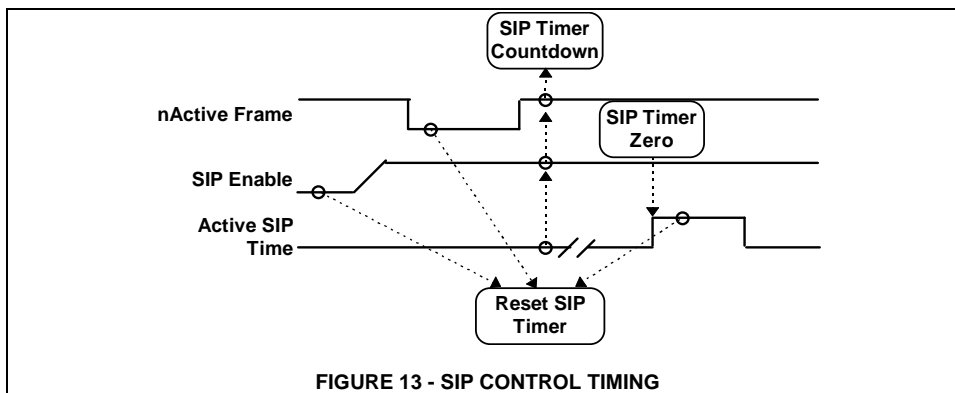 SIP Timer
Countdown
nActive Frame
SIP Timer
Zero
SIP Enable
Active SIP
Time
Reset SIP
Timer
FIGURE 13 - SIP CONTROL TIMING